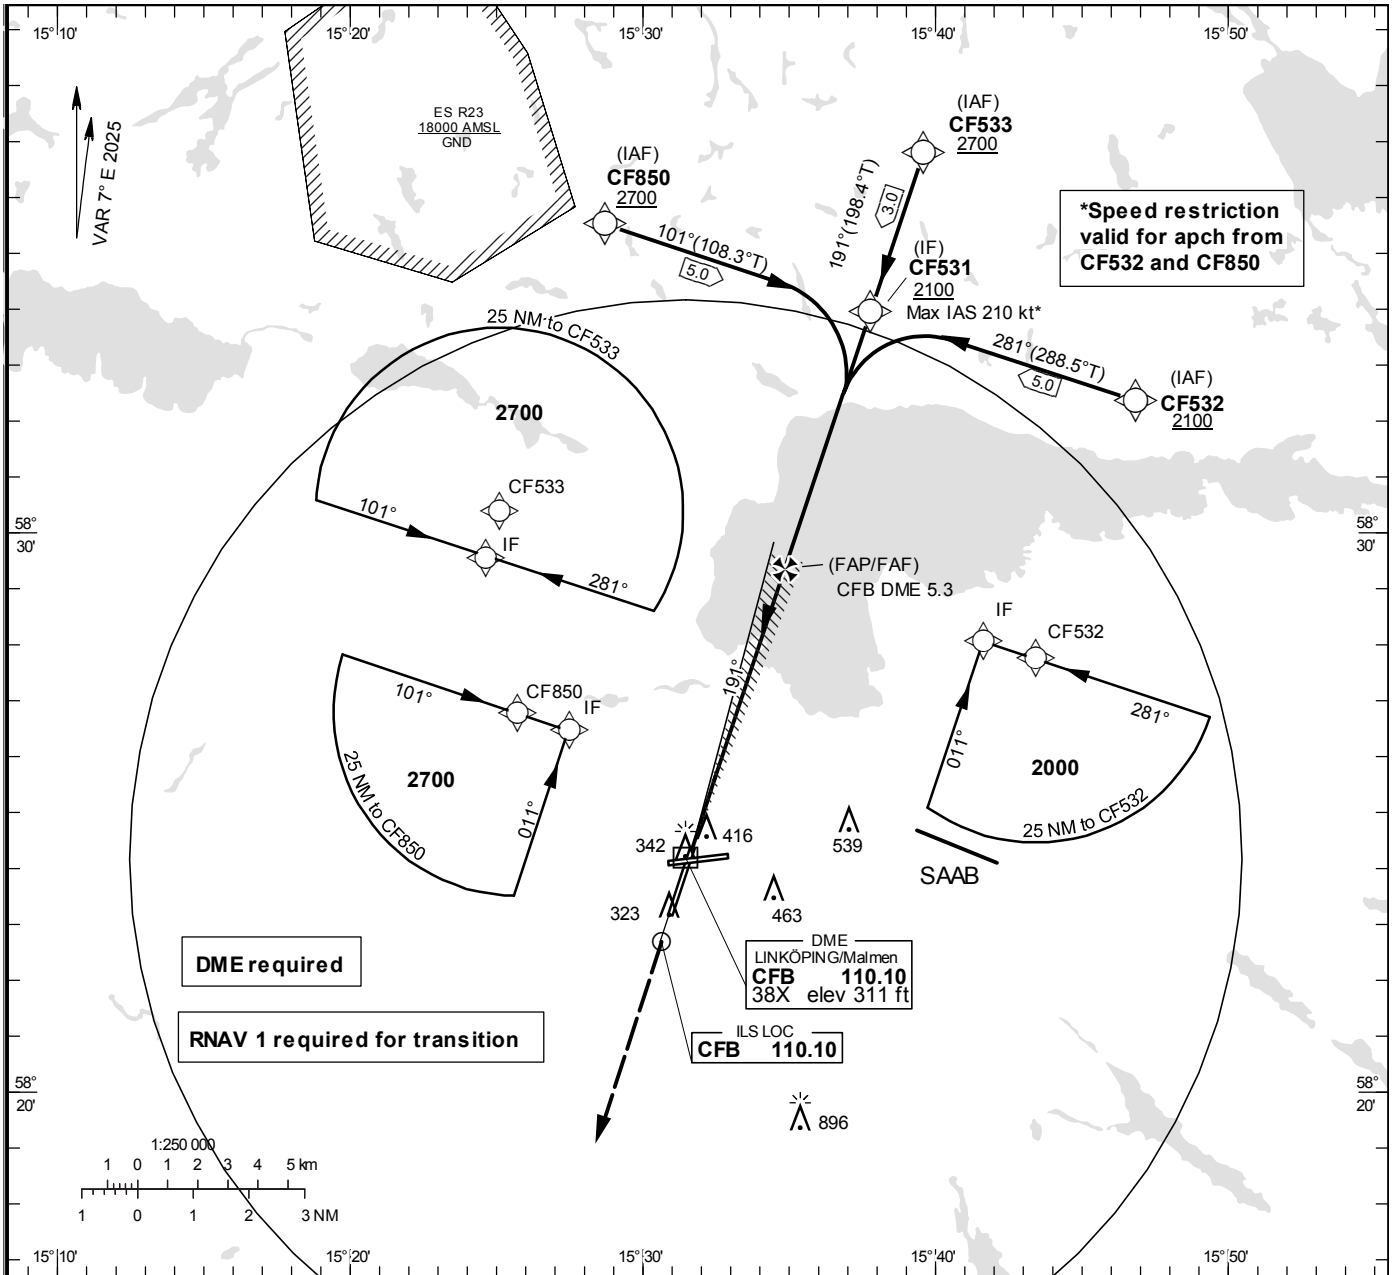 15°10'
15°20'
15°30'
15°40'
15°50'
VAR 7° E 2025
ES R23
18000 AMSL
GND
(IAF)
CF850
2700
(IAF)
CF533
2700
101°(108.3°T)
5.0
191°(198.4°T)
3.0
(IF)
CF531
2100
Max IAS 210 kt*
*Speed restriction
valid for apch from
CF532 and CF850
281°(288.5°T)
5.0
(IAF)
CF532
2100
25 NM to CF533
2700
CF533
101°
IF
281°
58°
30'
58°
30'
(FAP/FAF)
CFB DME 5.3
191°
IF
CF532
281°
011°
2000
25 NM to CF532
101°
CF850
IF
2700
011°
25 NM to CF850
342
416
539
SAAB
323
463
DME
LINKÖPING/Malmen
CFB 110.10
38X elev 311 ft
DME required
RNAV 1 required for transition
ILS LOC
CFB 110.10
58°
20'
58°
20'
896
1:250 000
1 0 1 2 3 4 5 km
1 0 1 2 3 NM
15°10'
15°20'
15°30'
15°40'
15°50'